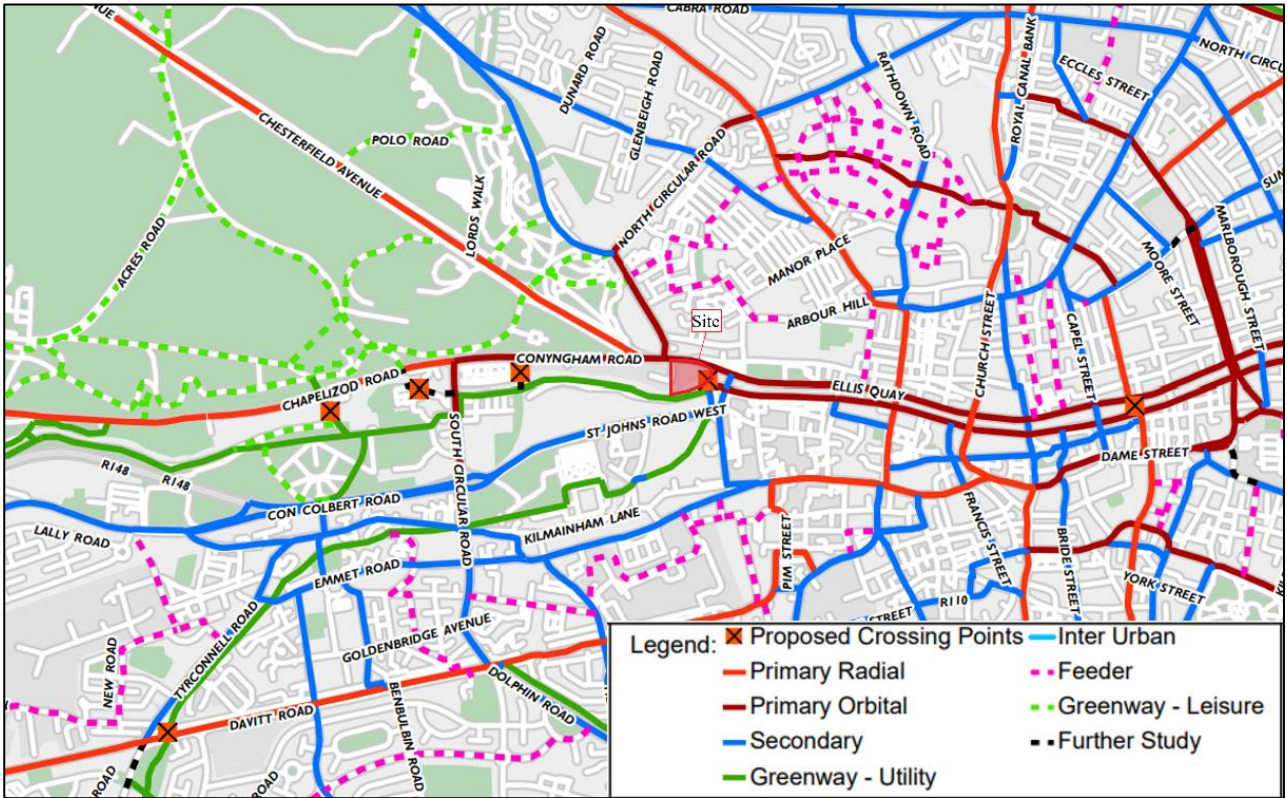 NUE
CABRA ROAD
NORTH CIRCU
ECCLES STREET
ROYAL CANAL BANK
RATHDOWN ROAD
DUNARD ROAD
GLENBEIGH ROAD
CHESTERFIELD AVENUE
POLO ROAD
LORDS WALK
NORTH CIRCULAR ROAD
SUN
MARLBOROUGH STREET
MOORE STREET
ACRES ROAD
MANOR PLACE
ARBOUR HILL
CHURCH STREET
CAPEL STREET
Site
CONYNGHAM ROAD
CHAPELIZOD ROAD
ELLIS QUAY
ST JOHNS ROAD WEST
SOUTH CIRCULAR ROAD
DAME STREET
R148
R148
CON COLBERT ROAD
LALLY ROAD
KILMAINHAM LANE
FRANCIS STREET
BRIDE STREET
PIM STREET
EMMET ROAD
YORK STREET
R110
STREET
TYRCONNELL ROAD
GOLDENBRIDGE AVENUE
NEW ROAD
DOLPHIN ROAD
DAVITT ROAD
BENBULBIN ROAD
ROAD
ROAD
Legend:
Proposed Crossing Points
Inter Urban
Primary Radial
Feeder
Primary Orbital
Greenway - Leisure
Secondary
Further Study
Greenway - Utility